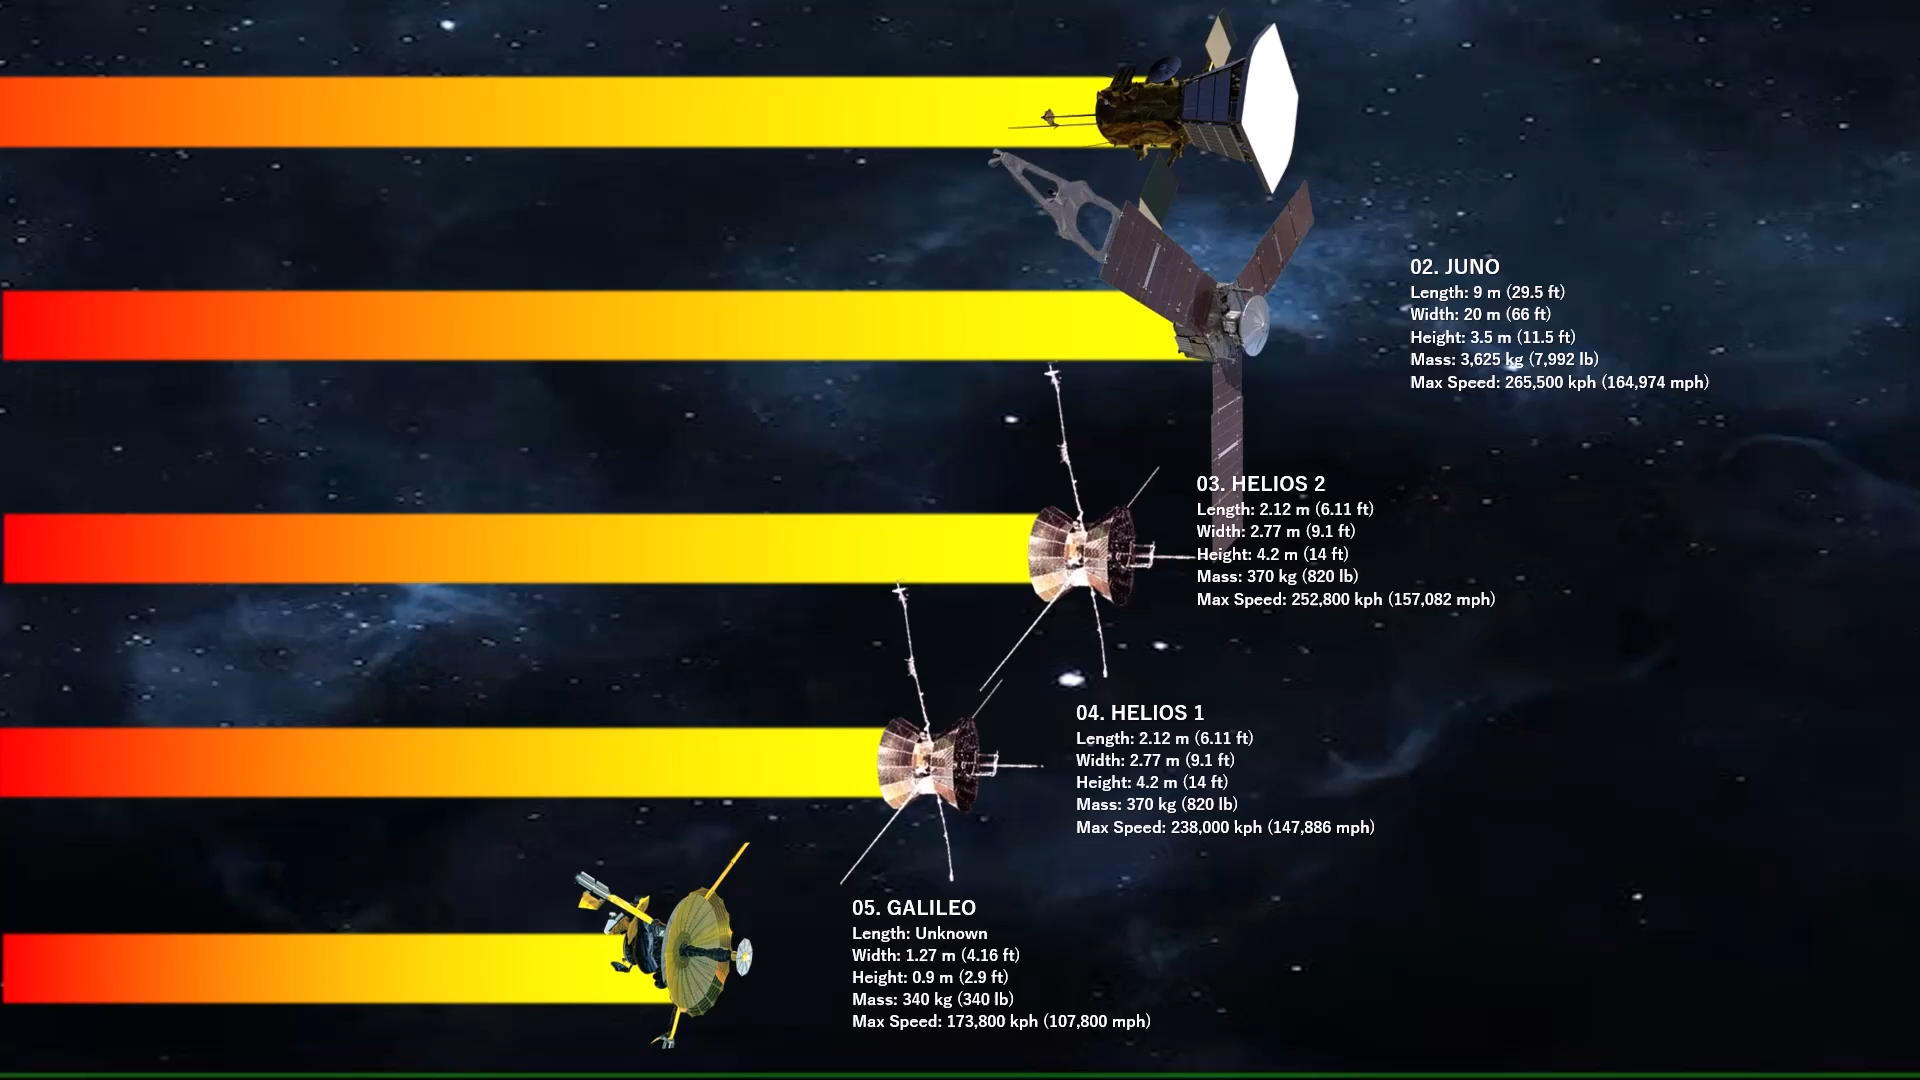 02. JUNO
Length: 9 m (29.5 ft)
Width: 20 m (66 ft)
Height: 3.5 m (11.5 ft)
Mass: 3,625 kg (7,992 lb)
Max Speed: 265,500 kph (164,974 mph)
03. HELIOS 2
Length: 2.12 m (6.11 ft)
Width: 2.77 m (9.1 ft)
Height: 4.2 m (14 ft)
Mass: 370 kg (820 lb)
Max Speed: 252,800 kph (157,082 mph)
04. HELIOS 1
Length: 2.12 m (6.11 ft)
Width: 2.77 m (9.1 ft)
Height: 4.2 m (14 ft)
Mass: 370 kg (820 lb)
Max Speed: 238,000 kph (147,886 mph)
05. GALILEO
Length: Unknown
Width: 1.27 m (4.16 ft)
Height: 0.9 m (2.9 ft)
Mass: 340 kg (340 lb)
Max Speed: 173,800 kph (107,800 mph)